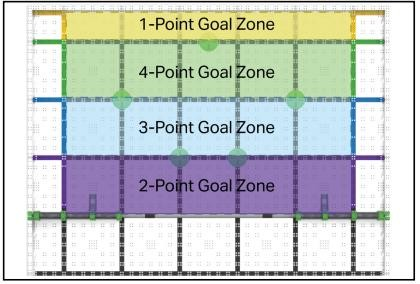 1-Point Goal Zone
4-Point Goal Zone
3-Point Goal Zone
2-Point Goal Zone